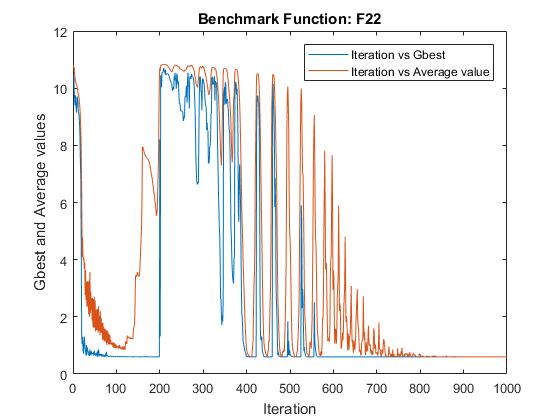 Benchmark Function: F22
Iteration vs Gbest
Iteration vs Average value
Gbest and Average values
12
10
8
6
4
2
0
0 100 200 300 400 500 600 700 800 900 1000
Iteration